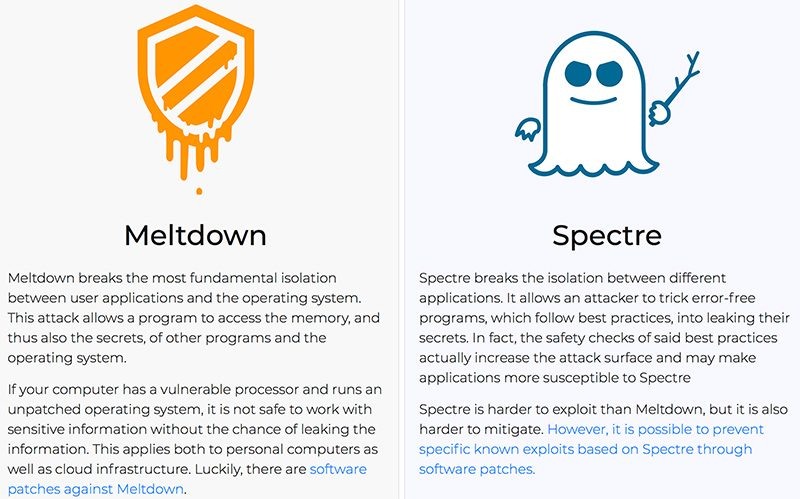 Meltdown
Meltdown breaks the most fundamental isolation
between user applications and the operating system.
This attack allows a program to access the memory, and
thus also the secrets, of other programs and the
operating system.
If your computer has a vulnerable processor and runs an
unpatched operating system, it is not safe to work with
sensitive information without the chance of leaking the
information. This applies both to personal computers as
well as cloud infrastructure. Luckily, there are software
patches against Meltdown.
Spectre
Spectre breaks the isolation between different
applications. It allows an attacker to trick error-free
programs, which follow best practices, into leaking their
secrets. In fact, the safety checks of said best practices
actually increase the attack surface and may make
applications more susceptible to Spectre
Spectre is harder to exploit than Meltdown, but it is also
harder to mitigate. However, it is possible to prevent
specific known exploits based on Spectre through
software patches.